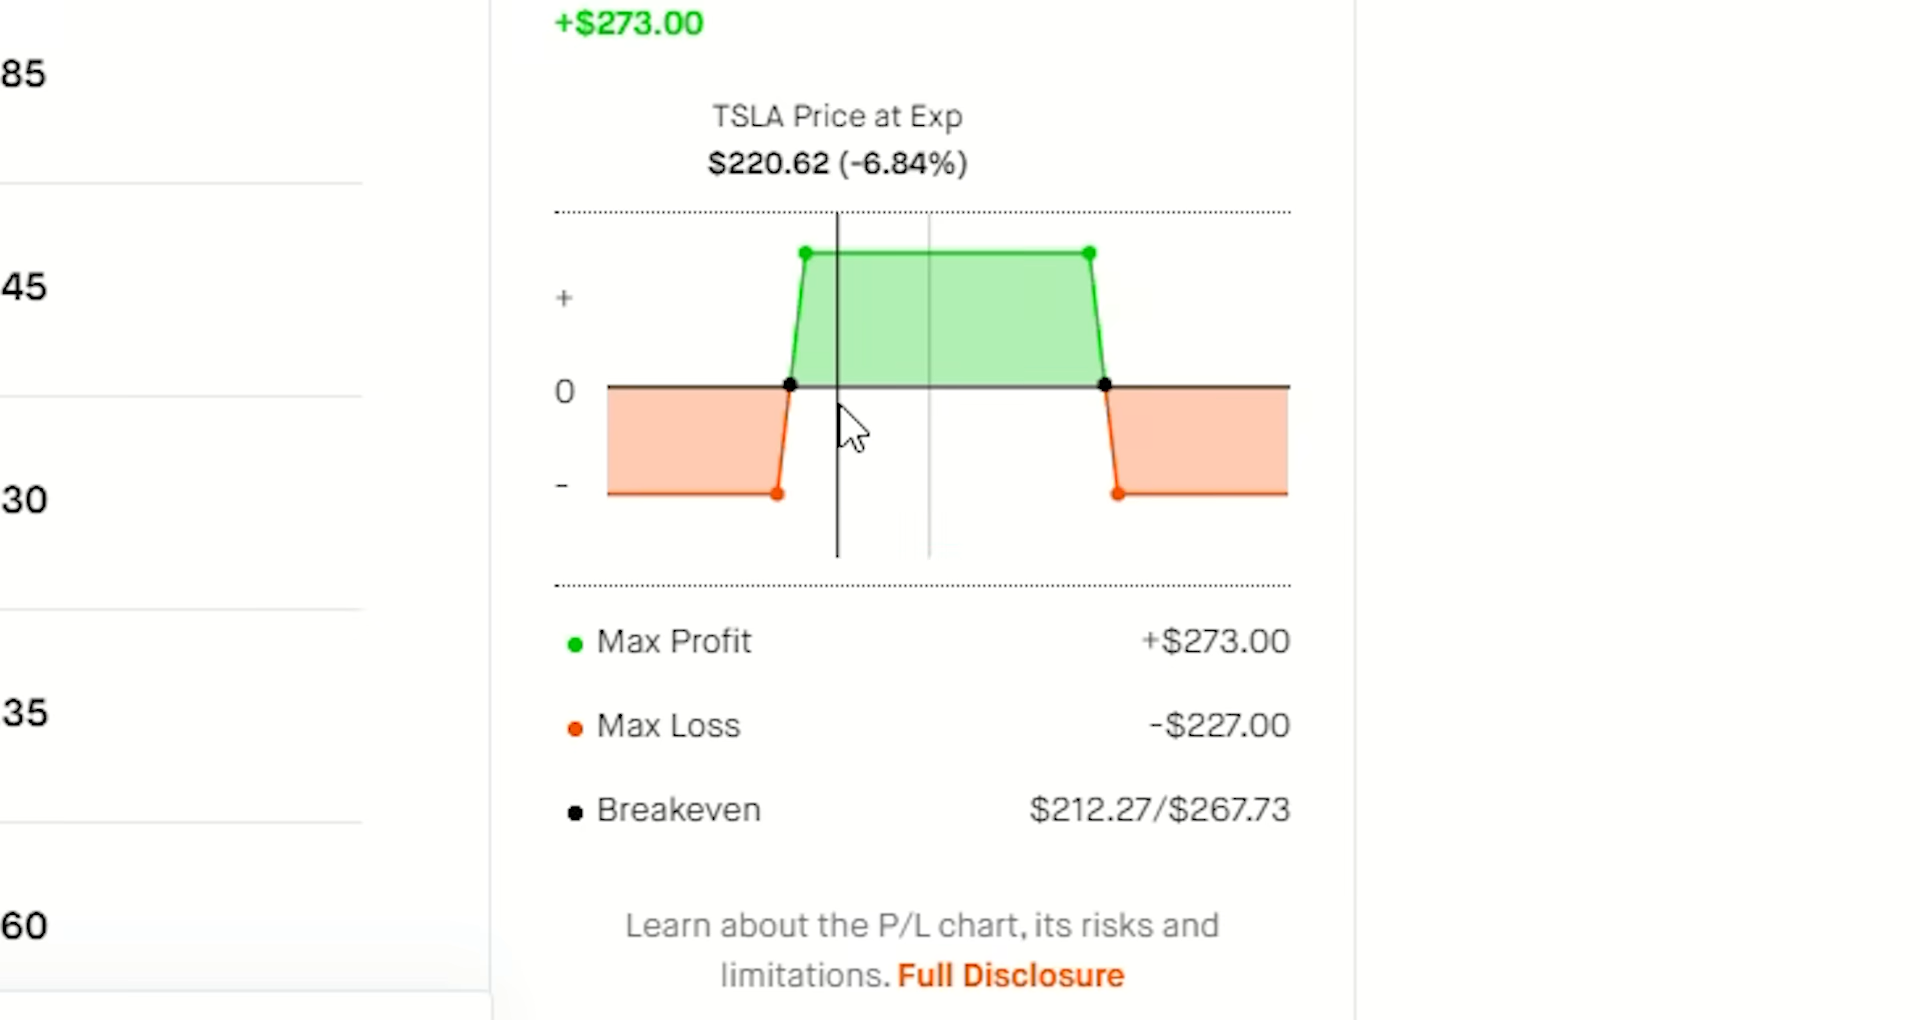 +$273.00
85
TSLA Price at Exp
$220.62 (-6.84%)
45
+
0
-
30
Max Profit +$273.00
35
Max Loss -$227.00
Breakeven $212.27/$267.73
60
Learn about the P/L chart, its risks and
limitations. Full Disclosure